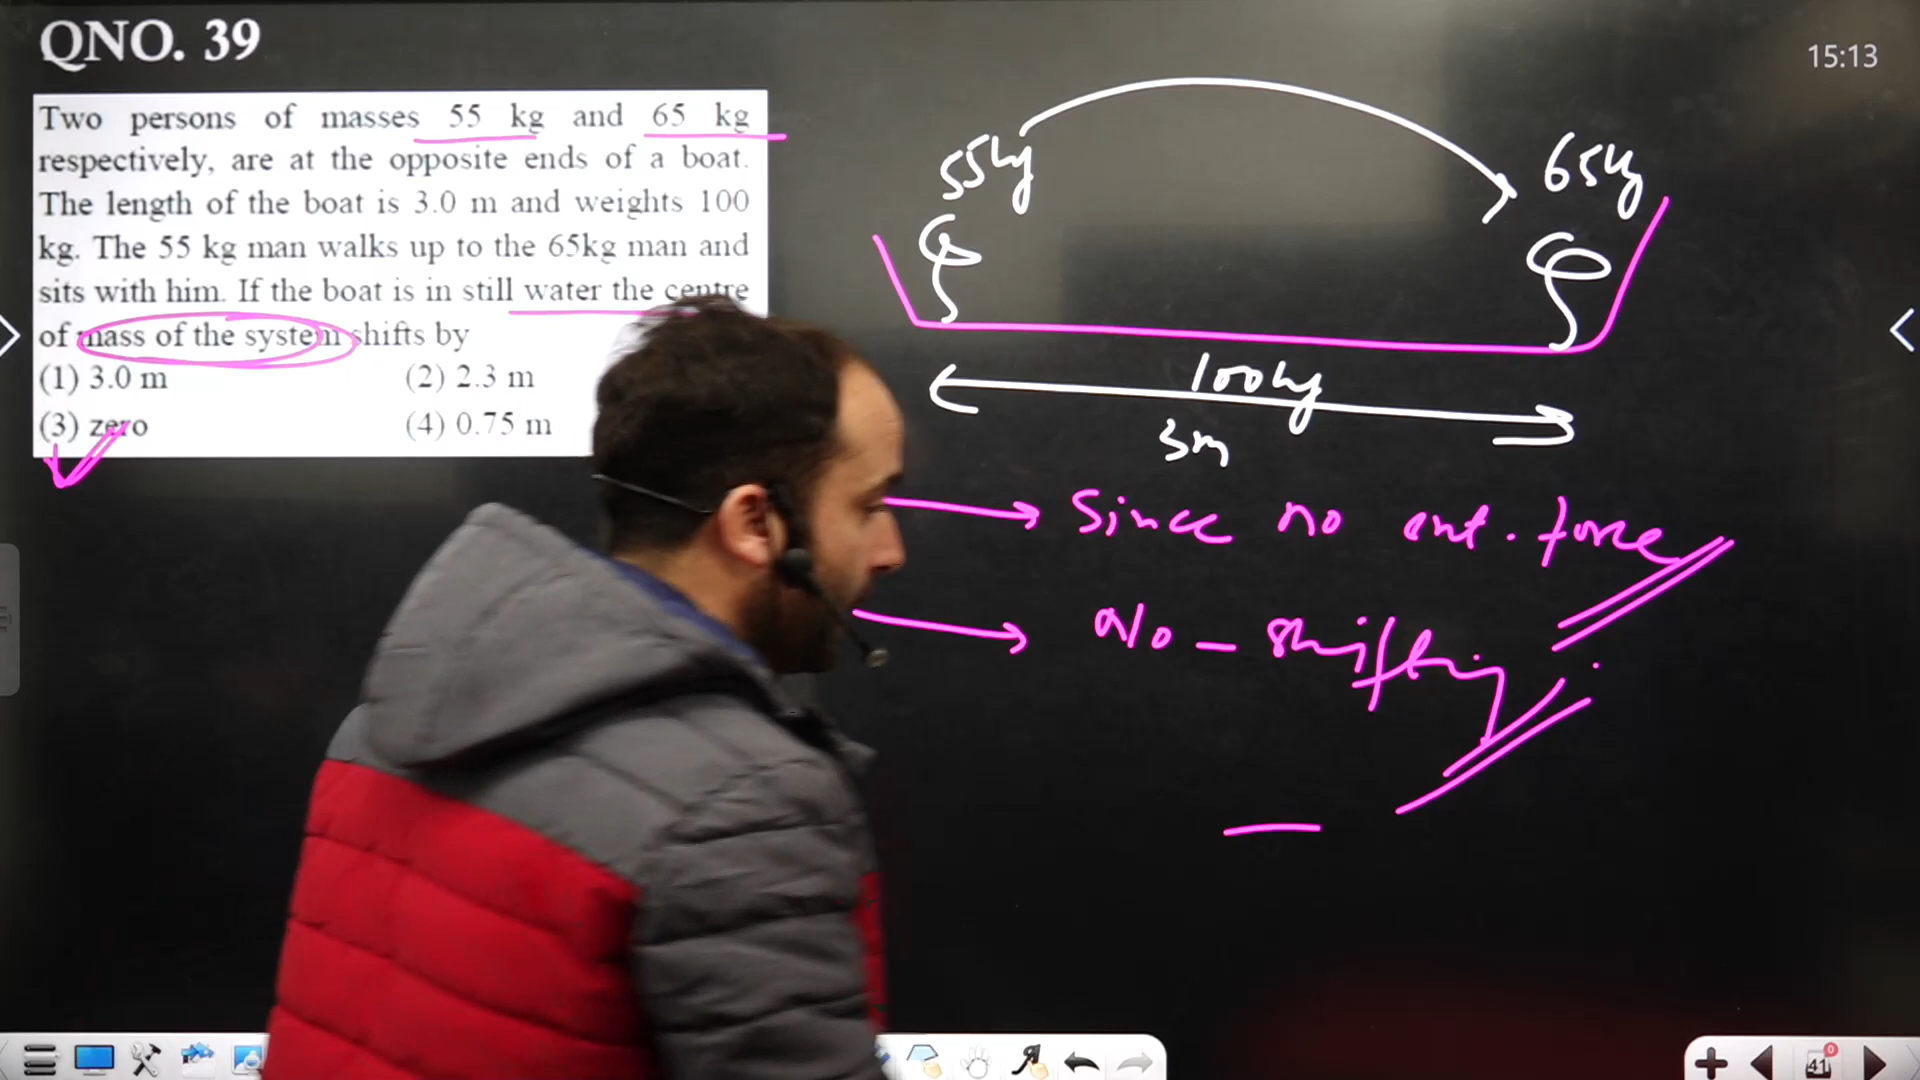 QNO. 39
15:13
Two persons of masses 55 kg and 65 kg
respectively, are at the opposite ends of a boat.
The length of the boat is 3.0 m and weights 100
kg. The 55 kg man walks up to the 65kg man and
sits with him. If the boat is in still water the centre
of mass of the system shifts by
(1) 3.0 m (2) 2.3 m
(3) zero (4) 0.75 m
55kg
65kg
100kg
3m
Since no ext. force
No - shifting
41
0